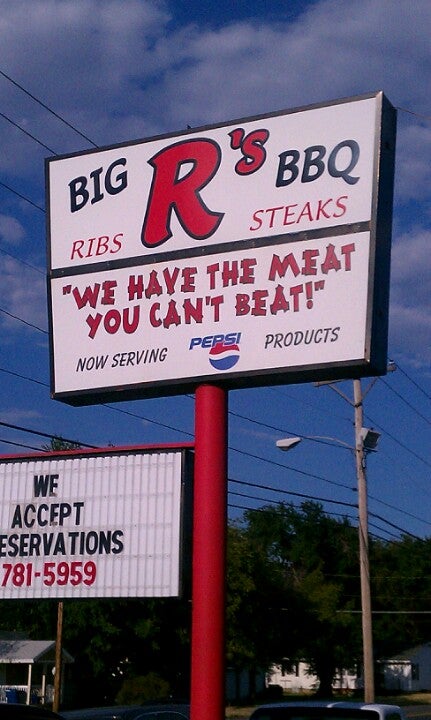 BIG R's BBQ
RIBS STEAKS
"WE HAVE THE MEAT
YOU CAN'T BEAT!"
NOW SERVING PEPSI PRODUCTS
WE
ACCEPT
ESERVATIONS
781-5959